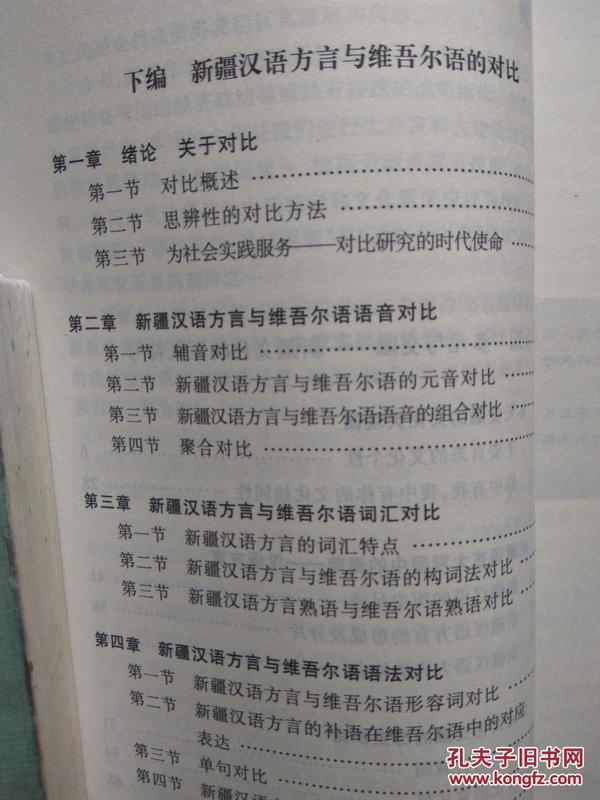 下编 新疆汉语方言与维吾尔语的对比
第一章 绪论 关于对比
第一节 对比概述
第二节 思辨性的对比方法
第三节 为社会实践服务——对比研究的时代使命
第二章 新疆汉语方言与维吾尔语语音对比
第一节 辅音对比
第二节 新疆汉语方言与维吾尔语的元音对比
第三节 新疆汉语方言与维吾尔语语音的组合对比
第四节 聚合对比
第三章 新疆汉语方言与维吾尔语词汇对比
第一节 新疆汉语方言的词汇特点
第二节 新疆汉语方言与维吾尔语的构词法对比
第三节 新疆汉语方言熟语与维吾尔语熟语对比
第四章 新疆汉语方言与维吾尔语语法对比
第一节 新疆汉语方言与维吾尔语形容词对比
第二节 新疆汉语方言的补语在维吾尔语中的对应
表达
第三节 单句对比
第四节 新疆汉语
孔夫子旧书网
www.kongfz.com